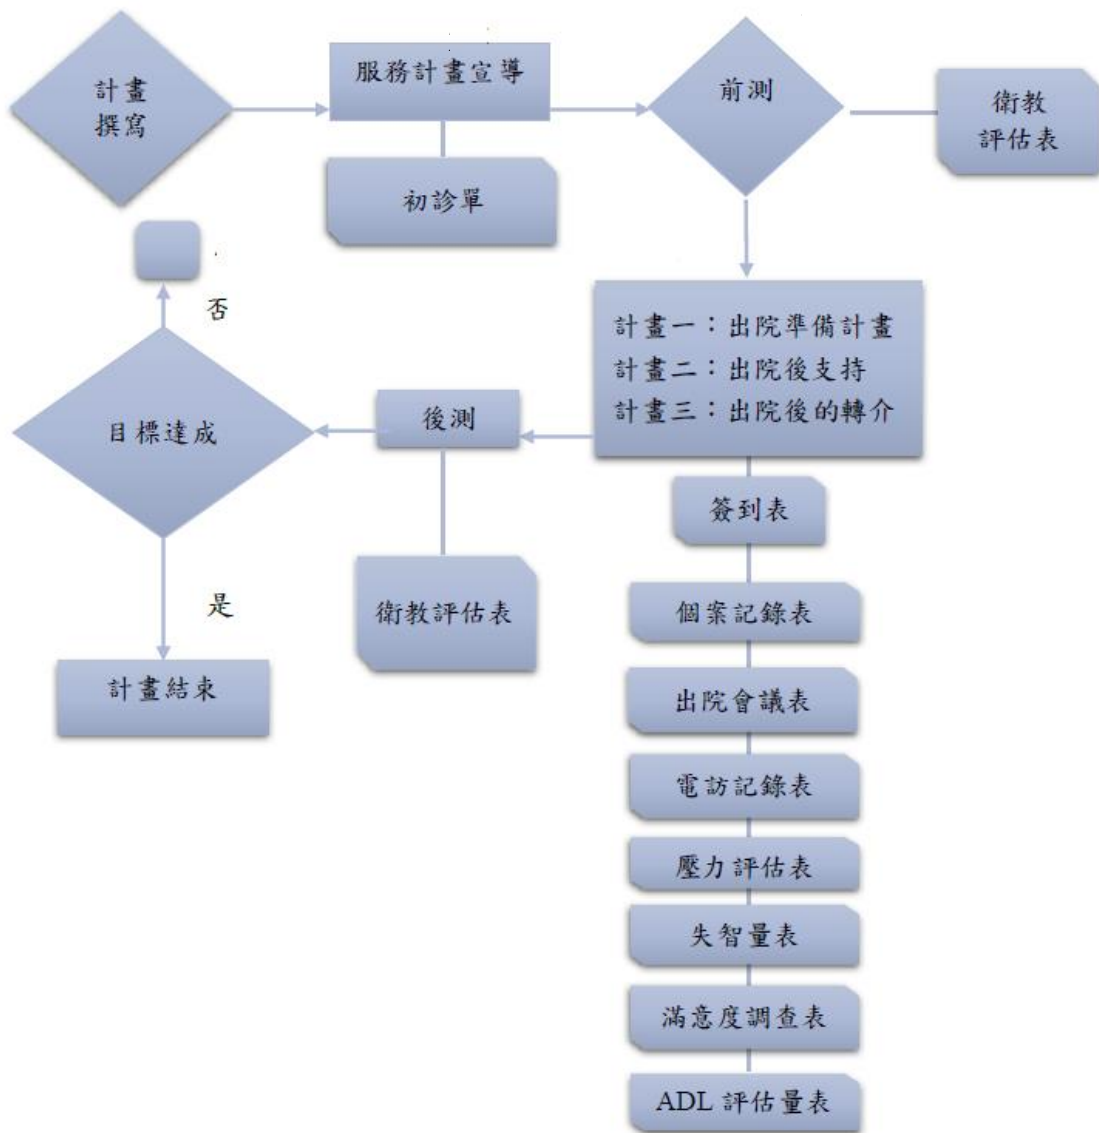 計畫
撰寫
服務計畫宣導
初診單
前測
衛教
評估表
計畫一：出院準備計畫
計畫二：出院後支持
計畫三：出院後的轉介
後測
目標達成
否
是
計畫結束
衛教評估表
簽到表
個案記錄表
出院會議表
電訪記錄表
壓力評估表
失智量表
滿意度調查表
ADL 評估量表